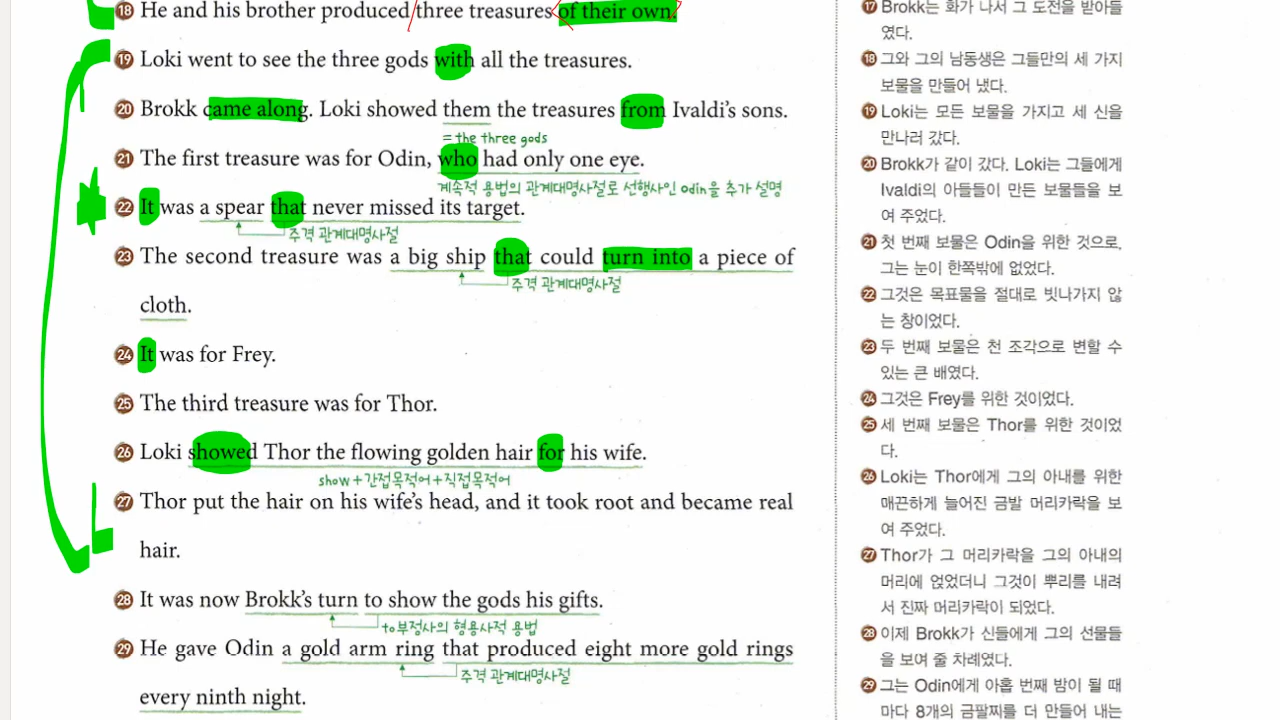 ⑱ He and his brother produced three treasures of their own.
⑲ Loki went to see the three gods with all the treasures.
⑳ Brokk came along. Loki showed them the treasures from Ivaldi's sons.
= the three gods
㉑ The first treasure was for Odin, who had only one eye.
계속적 용법의 관계대명사절로 선행사인 Odin을 추가 설명
㉒ It was a spear that never missed its target.
주격 관계대명사절
㉓ The second treasure was a big ship that could turn into a piece of
주격 관계대명사절
cloth.
㉔ It was for Frey.
㉕ The third treasure was for Thor.
㉖ Loki showed Thor the flowing golden hair for his wife.
show+간접목적어+직접목적어
㉗ Thor put the hair on his wife's head, and it took root and became real
hair.
㉘ It was now Brokk's turn to show the gods his gifts.
to부정사의 형용사적 용법
㉙ He gave Odin a gold arm ring that produced eight more gold rings
주격 관계대명사절
every ninth night.
⑰ Brokk는 화가 나서 그 도전을 받아들
였다.
⑱ 그와 그의 남동생은 그들만의 세 가지
보물을 만들어 냈다.
⑲ Loki는 모든 보물을 가지고 세 신을
만나러 갔다.
⑳ Brokk가 같이 갔다. Loki는 그들에게
Ivaldi의 아들들이 만든 보물들을 보
여 주었다.
㉑ 첫 번째 보물은 Odin을 위한 것으로,
그는 눈이 한쪽밖에 없었다.
㉒ 그것은 목표물을 절대로 빗나가지 않
는 창이었다.
㉓ 두 번째 보물은 천 조각으로 변할 수
있는 큰 배였다.
㉔ 그것은 Frey를 위한 것이었다.
㉕ 세 번째 보물은 Thor를 위한 것이었
다.
㉖ Loki는 Thor에게 그의 아내를 위한
매끈하게 늘어진 금발 머리카락을 보
여 주었다.
㉗ Thor가 그 머리카락을 그의 아내의
머리에 얹었더니 그것이 뿌리를 내려
서 진짜 머리카락이 되었다.
㉘ 이제 Brokk가 신들에게 그의 선물들
을 보여 줄 차례였다.
㉙ 그는 Odin에게 아홉 번째 밤이 될 때
마다 8개의 금팔찌를 더 만들어 내는